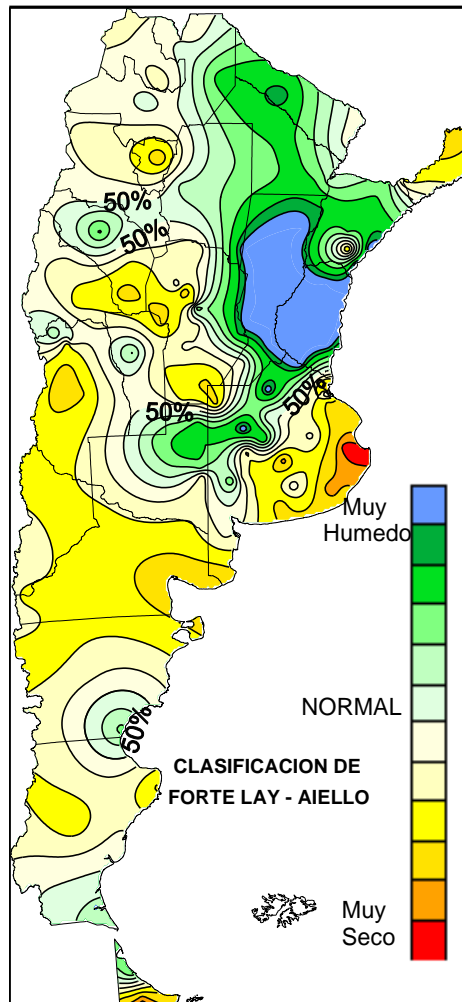 50%
50%
50%
50%
Muy
Humedo
NORMAL
50%
CLASIFICACION DE
FORTE LAY - AIELLO
Muy
Seco